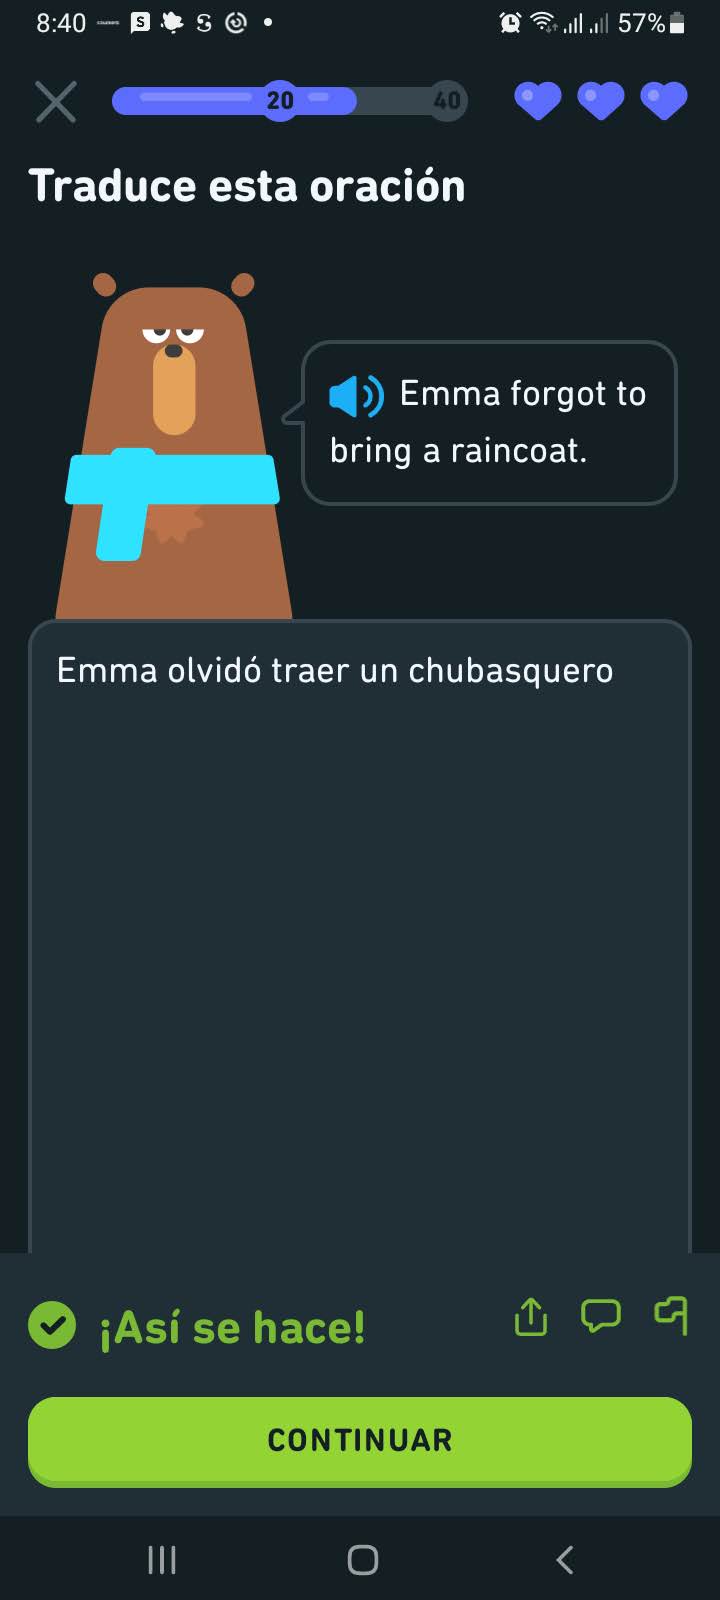 8:40
S
57%
20
40
Traduce esta oración
Emma forgot to
bring a raincoat.
Emma olvidó traer un chubasquero
¡Así se hace!
CONTINUAR